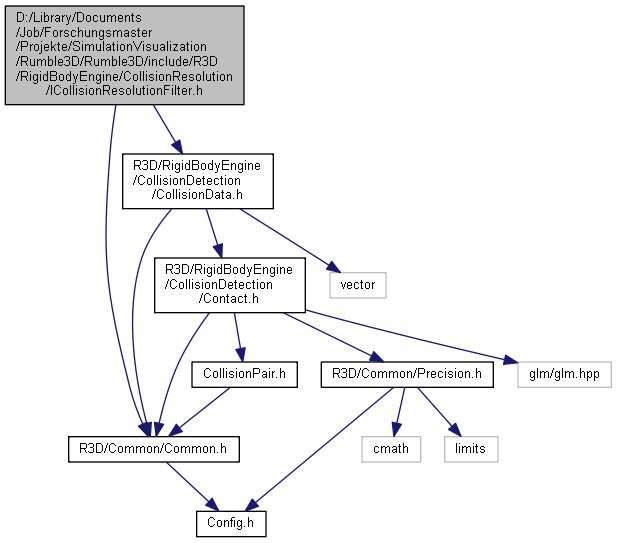 D:/Library/Documents
/Job/Forschungsmaster
/Projekte/SimulationVisualization
/Rumble3D/Rumble3D/include/R3D
/RigidBodyEngine/CollisionResolution
/ICollisionResolutionFilter.h
R3D/RigidBodyEngine
/CollisionDetection
/CollisionData.h
R3D/RigidBodyEngine
/CollisionDetection
/Contact.h
vector
CollisionPair.h
R3D/Common/Precision.h
glm/glm.hpp
R3D/Common/Common.h
cmath
limits
Config.h